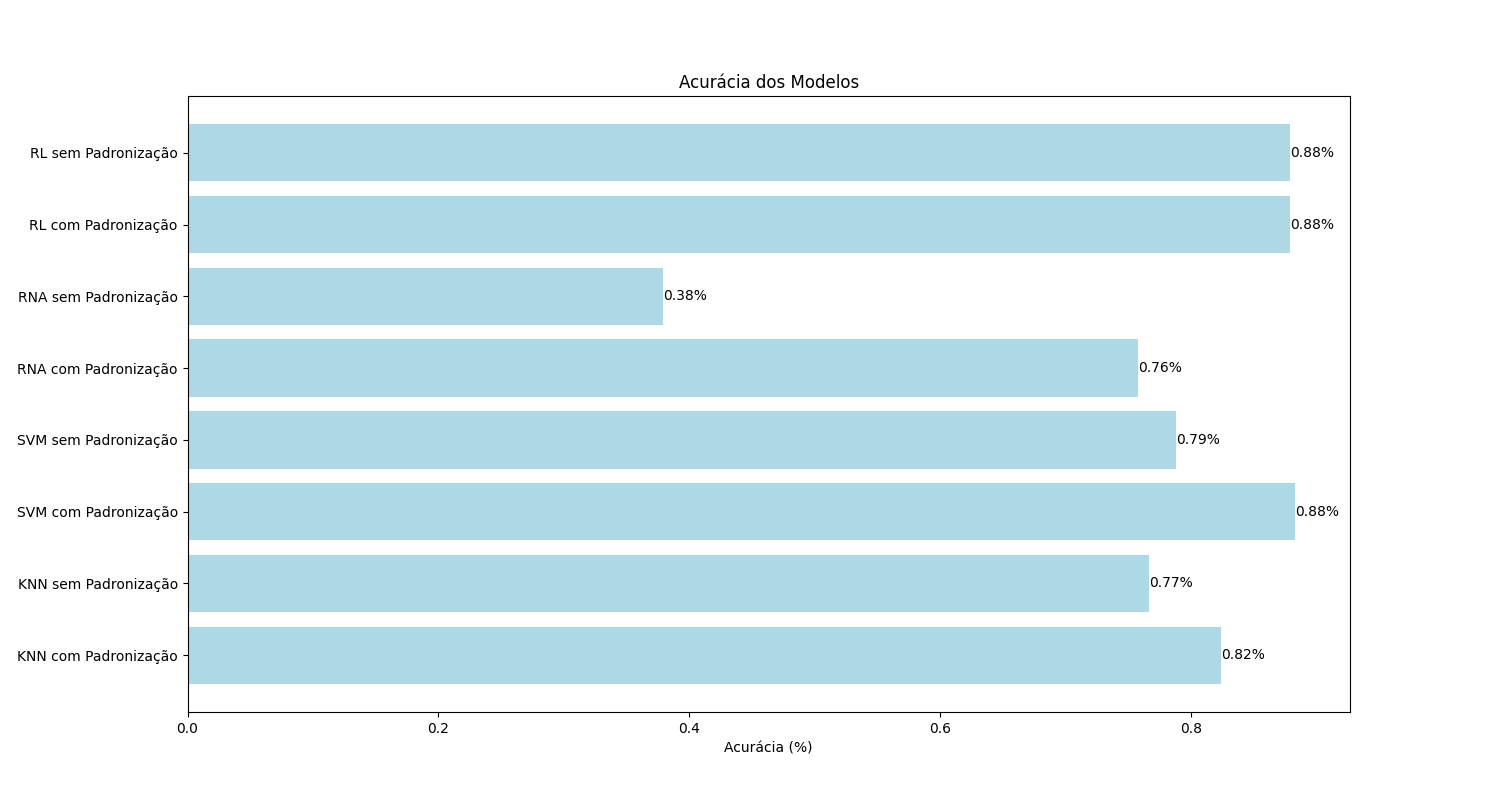 Acurácia dos Modelos
RL sem Padronização
0.88%
RL com Padronização
0.88%
RNA sem Padronização
0.38%
RNA com Padronização
0.76%
SVM sem Padronização
0.79%
SVM com Padronização
0.88%
KNN sem Padronização
0.77%
KNN com Padronização
0.82%
0.0 0.2 0.4 0.6 0.8
Acurácia (%)